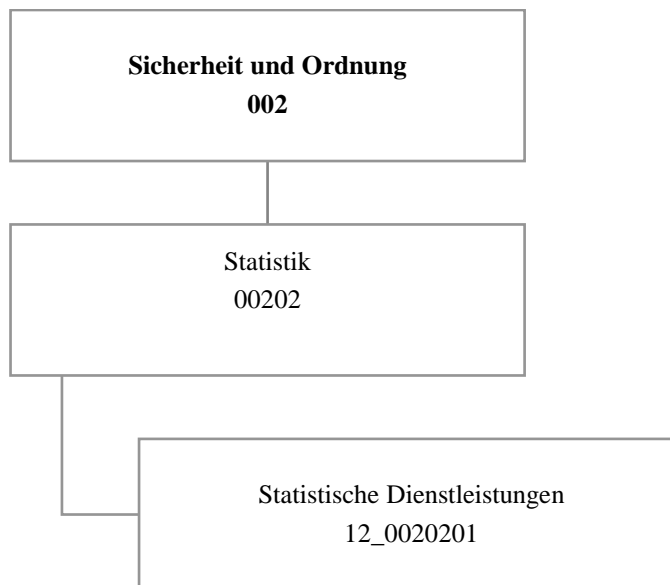 Sicherheit und Ordnung
002
Statistik
00202
Statistische Dienstleistungen
12_0020201